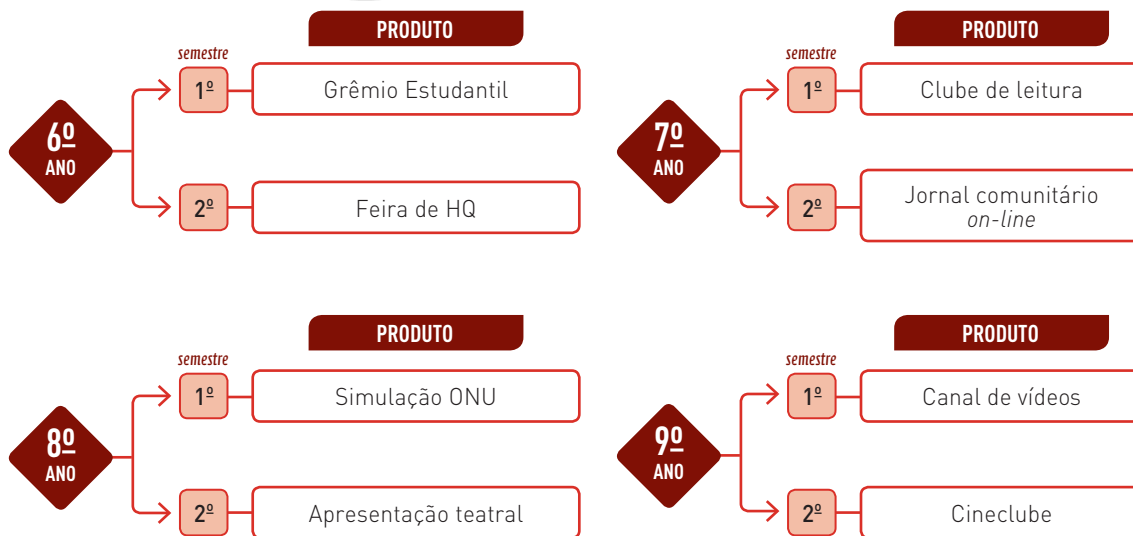 PRODUTO
semestre
6º
ANO
1º
Grêmio Estudantil
2º
Feira de HQ
PRODUTO
semestre
7º
ANO
1º
Clube de leitura
2º
Jornal comunitário
on-line
PRODUTO
semestre
8º
ANO
1º
Simulação ONU
2º
Apresentação teatral
PRODUTO
semestre
9º
ANO
1º
Canal de vídeos
2º
Cineclube